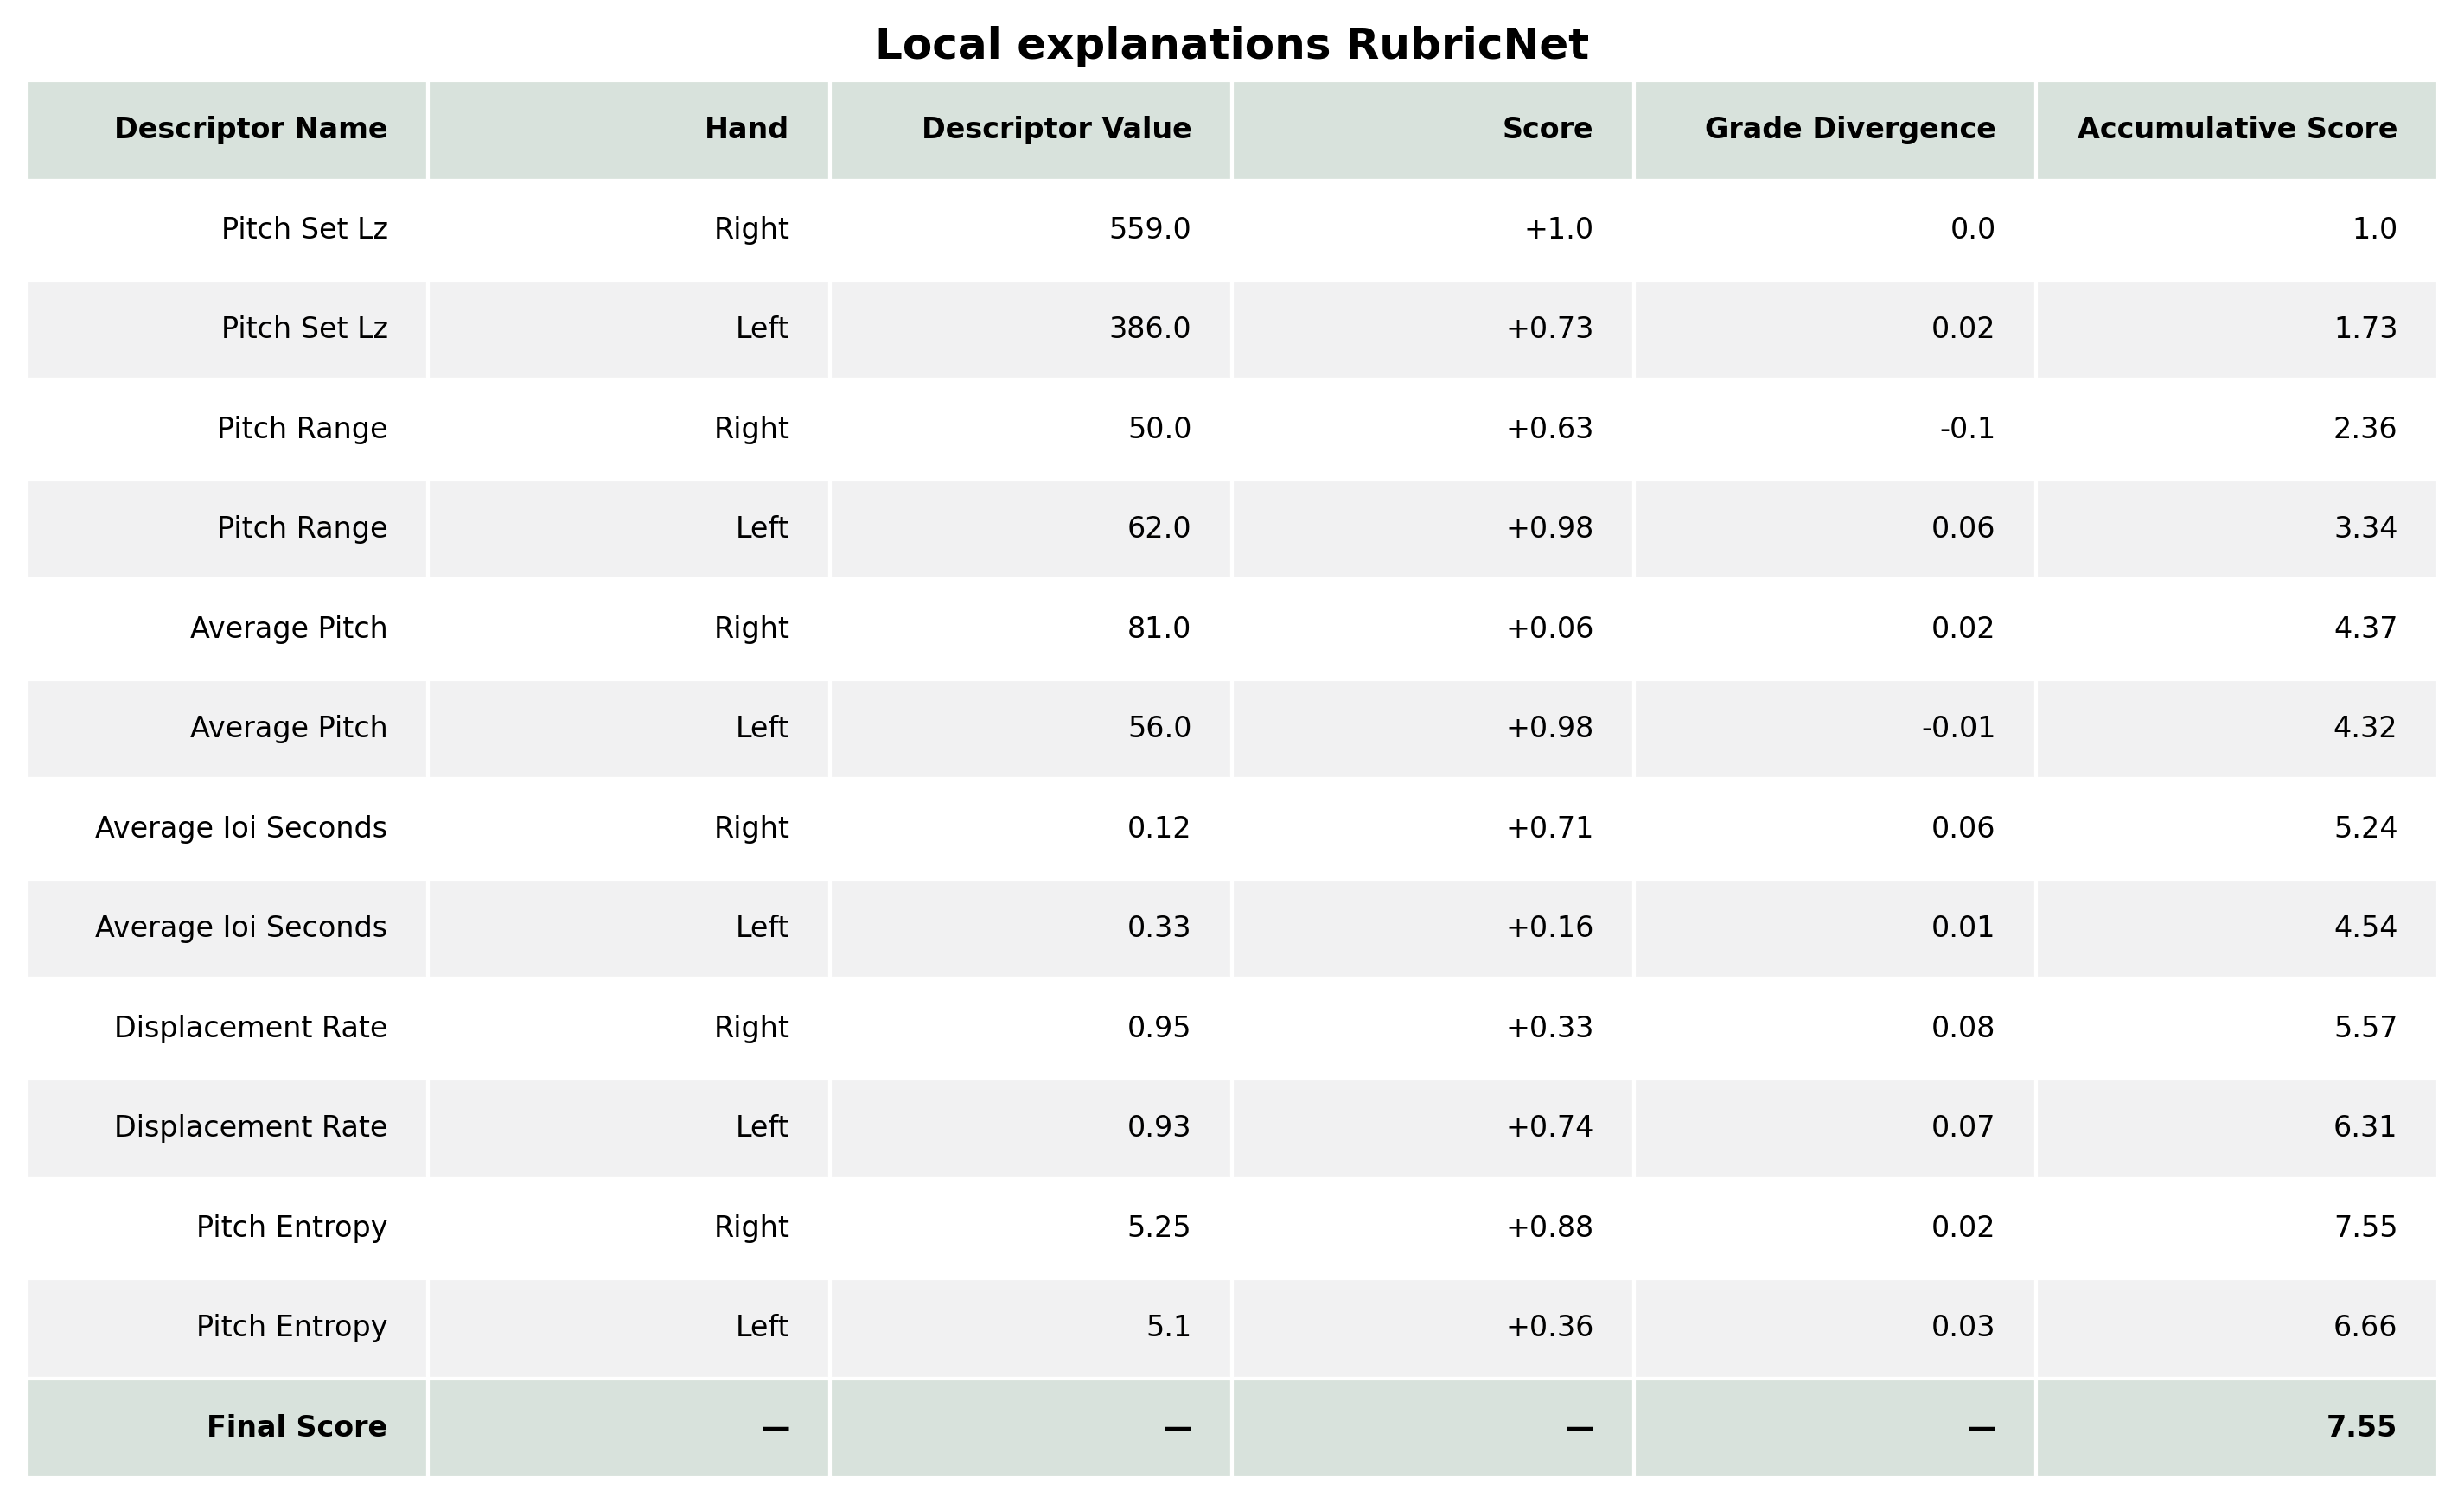 Local explanations RubricNet
Descriptor Name Hand Descriptor Value Score Grade Divergence Accumulative Score
Pitch Set Lz Right 559.0 +1.0 0.0 1.0
Pitch Set Lz Left 386.0 +0.73 0.02 1.73
Pitch Range Right 50.0 +0.63 -0.1 2.36
Pitch Range Left 62.0 +0.98 0.06 3.34
Average Pitch Right 81.0 +0.06 0.02 4.37
Average Pitch Left 56.0 +0.98 -0.01 4.32
Average Ioi Seconds Right 0.12 +0.71 0.06 5.24
Average Ioi Seconds Left 0.33 +0.16 0.01 4.54
Displacement Rate Right 0.95 +0.33 0.08 5.57
Displacement Rate Left 0.93 +0.74 0.07 6.31
Pitch Entropy Right 5.25 +0.88 0.02 7.55
Pitch Entropy Left 5.1 +0.36 0.03 6.66
Final Score — — — — 7.55